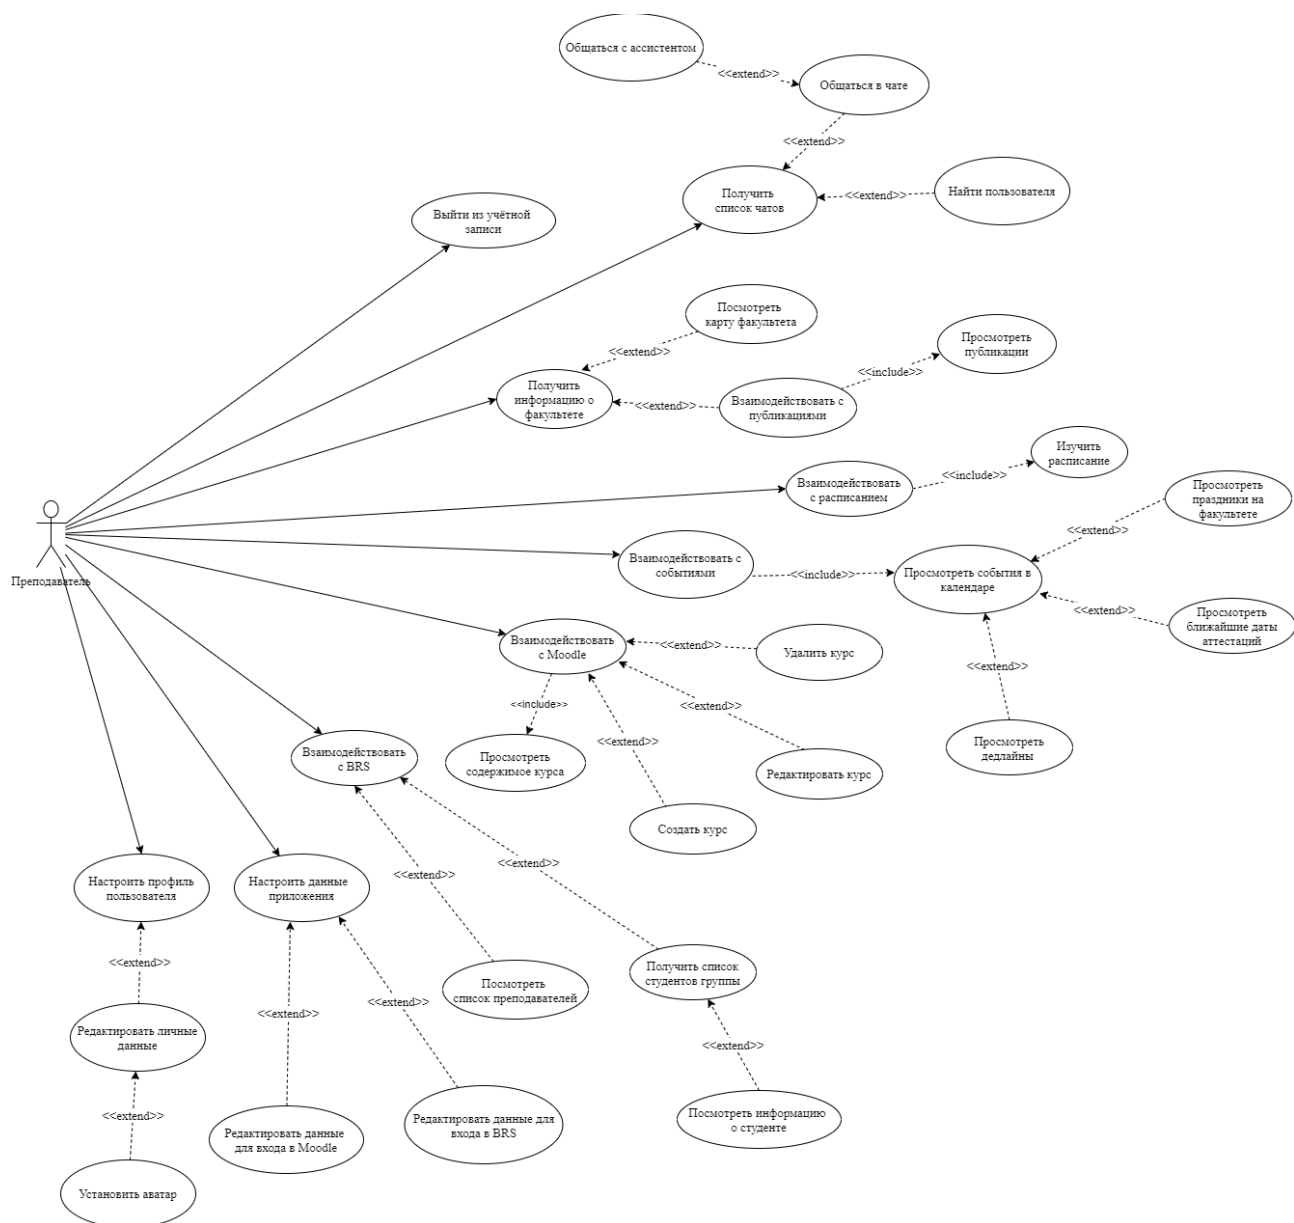 Общаться с ассистентом
<<extend>>
Общаться в чате
<<extend>>
Получить
список чатов
<<extend>>
Найти пользователя
Выйти из учётной
записи
Посмотреть
карту факультета
<<extend>>
Просмотреть
публикации
<<include>>
Получить
информацию о
факультете
<<extend>>
Взаимодействовать с
публикациями
Изучить
расписание
<<include>>
Взаимодействовать
с расписанием
Просмотреть
праздники на
факультете
<<extend>>
Преподаватель
Взаимодействовать с
событиями
<<include>>
Просмотреть события в
календаре
<<extend>>
Просмотреть
ближайшие даты
аттестаций
<<extend>>
Просмотреть
дедлайны
Взаимодействовать
с Moodle
<<extend>>
Удалить курс
<<include>>
<<extend>>
<<extend>>
Просмотреть
содержимое курса
Редактировать курс
Создать курс
Взаимодействовать
с BRS
<<extend>>
<<extend>>
Настроить профиль
пользователя
Настроить данные
приложения
<<extend>>
<<extend>>
<<extend>>
Посмотреть
список преподавателей
Получить список
студентов группы
<<extend>>
Редактировать личные
данные
<<extend>>
Редактировать данные
для входа в Moodle
Редактировать данные для
входа в BRS
Посмотреть информацию
о студенте
Установить аватар